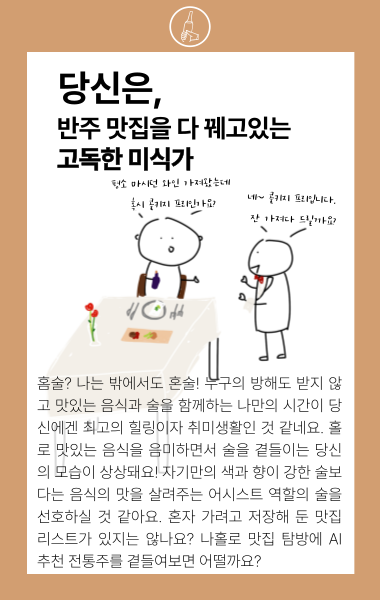 당신은,
반주 맛집을 다 꿰고있는
고독한 미식가
평소 마시던 와인 가져왔는데
혹시 콜키지 프리인가요?
네~ 콜키지 프리입니다.
잔 가져다 드릴까요?
홈술? 나는 밖에서도 혼술! 누구의 방해도 받지 않
고 맛있는 음식과 술을 함께하는 나만의 시간이 당
신에겐 최고의 힐링이자 취미생활인 것 같네요. 홀
로 맛있는 음식을 음미하면서 술을 곁들이는 당신
의 모습이 상상돼요! 자기만의 색과 향이 강한 술보
다는 음식의 맛을 살려주는 어시스트 역할의 술을
선호하실 것 같아요. 혼자 가려고 저장해 둔 맛집
리스트가 있지는 않나요? 나홀로 맛집 탐방에 AI
추천 전통주를 곁들여보면 어떨까요?